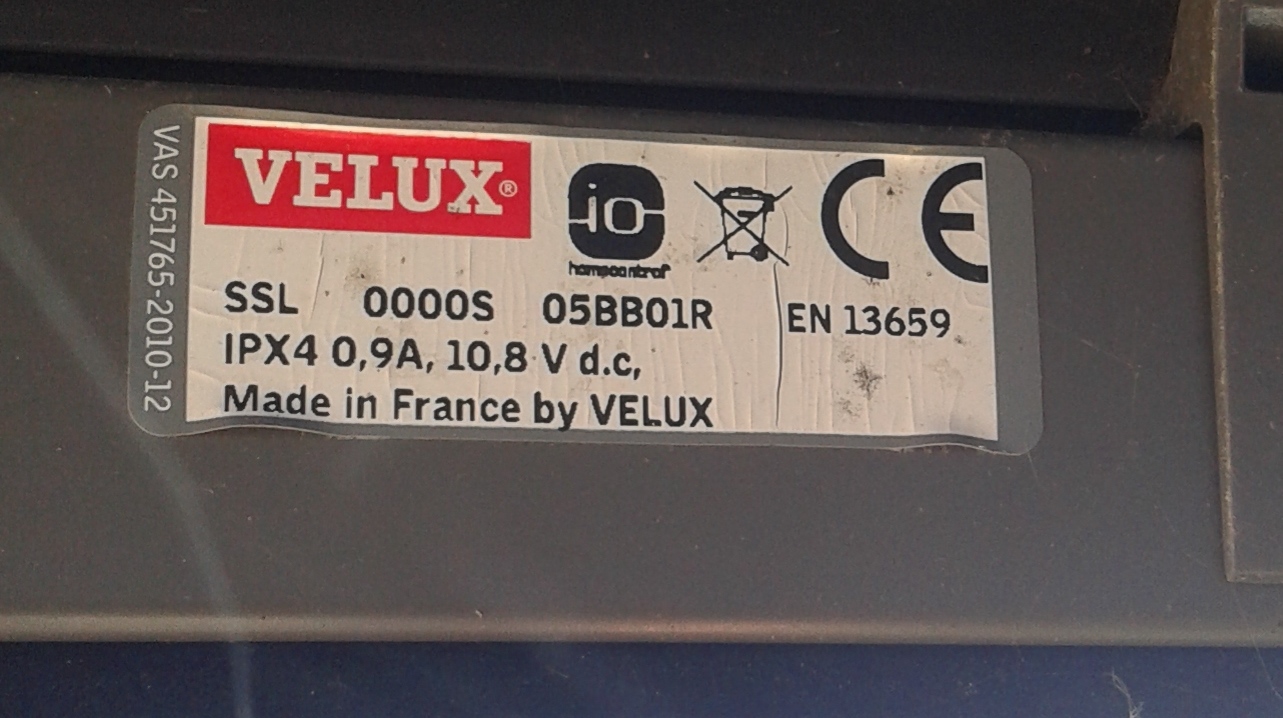 VELUX®
io
homecontrol®
CE
SSL 0000S 05BB01R EN 13659
IPX4 0,9A, 10,8 V d.c,
Made in France by VELUX
VAS 451765-2010-12